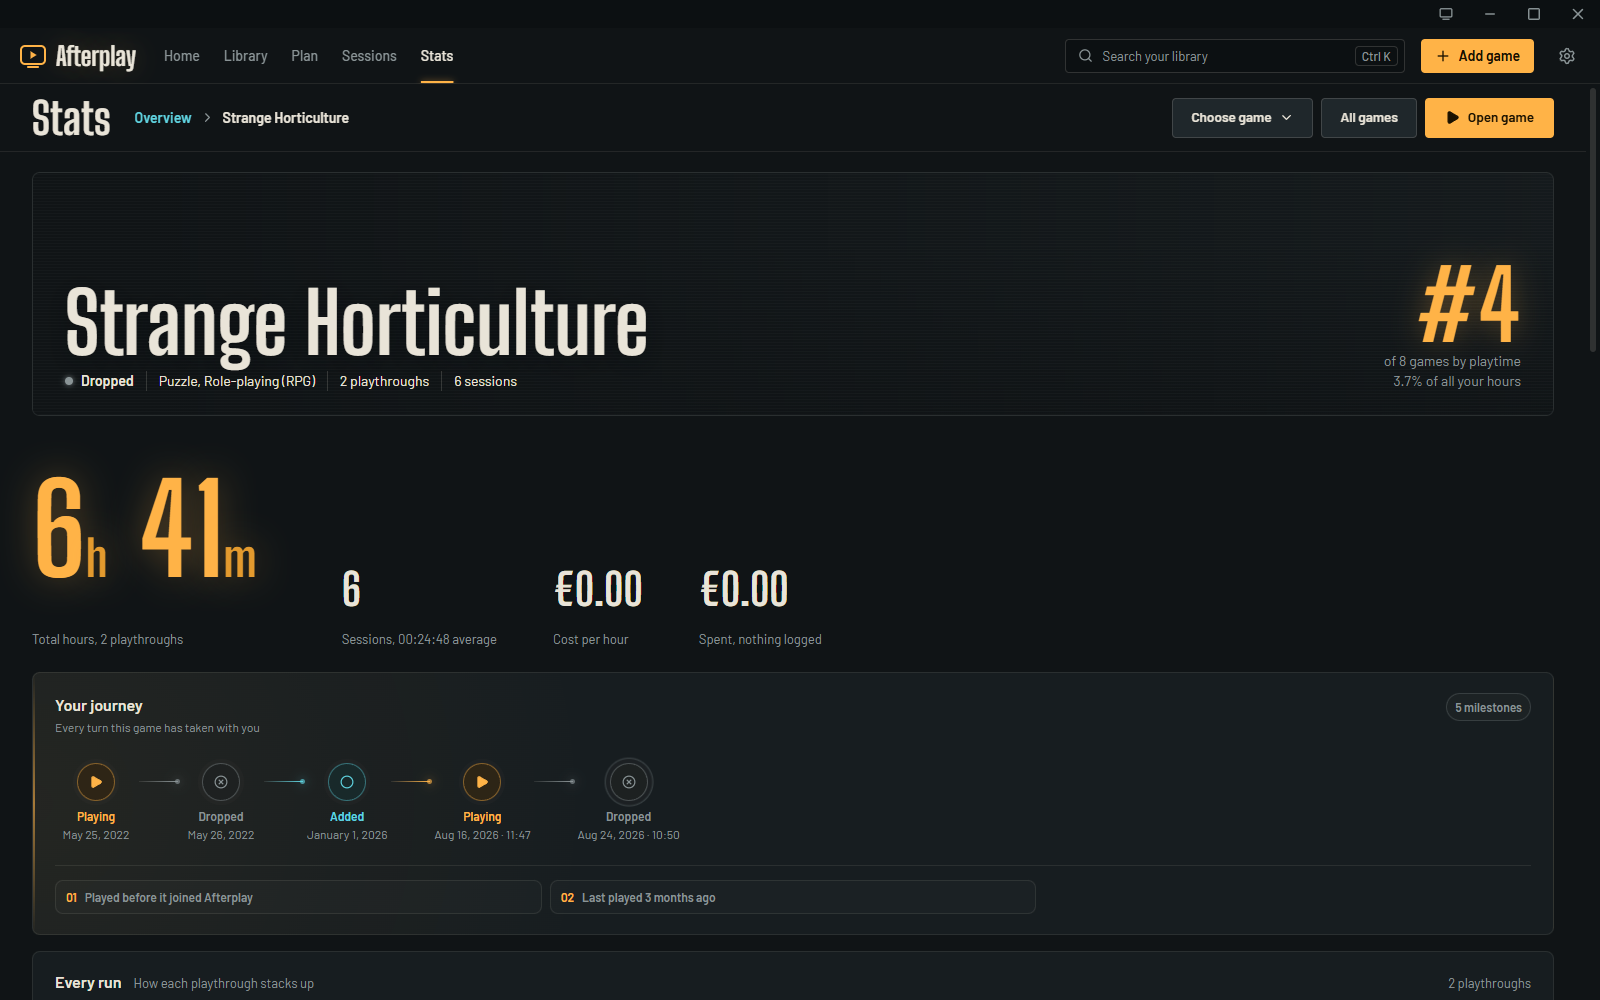 Afterplay
Home
Library
Plan
Sessions
Stats
Search your library
Ctrl K
Add game
Stats
Overview
Strange Horticulture
Choose game
All games
Open game
Strange Horticulture
Dropped
Puzzle, Role-playing (RPG)
2 playthroughs
6 sessions
#4
of 8 games by playtime
3.7% of all your hours
6h 41m
Total hours, 2 playthroughs
6
Sessions, 00:24:48 average
€0.00
Cost per hour
€0.00
Spent, nothing logged
Your journey
Every turn this game has taken with you
5 milestones
Playing
May 25, 2022
Dropped
May 26, 2022
Added
January 1, 2026
Playing
Aug 16, 2026 · 11:47
Dropped
Aug 24, 2026 · 10:50
01 Played before it joined Afterplay
02 Last played 3 months ago
Every run
How each playthrough stacks up
2 playthroughs